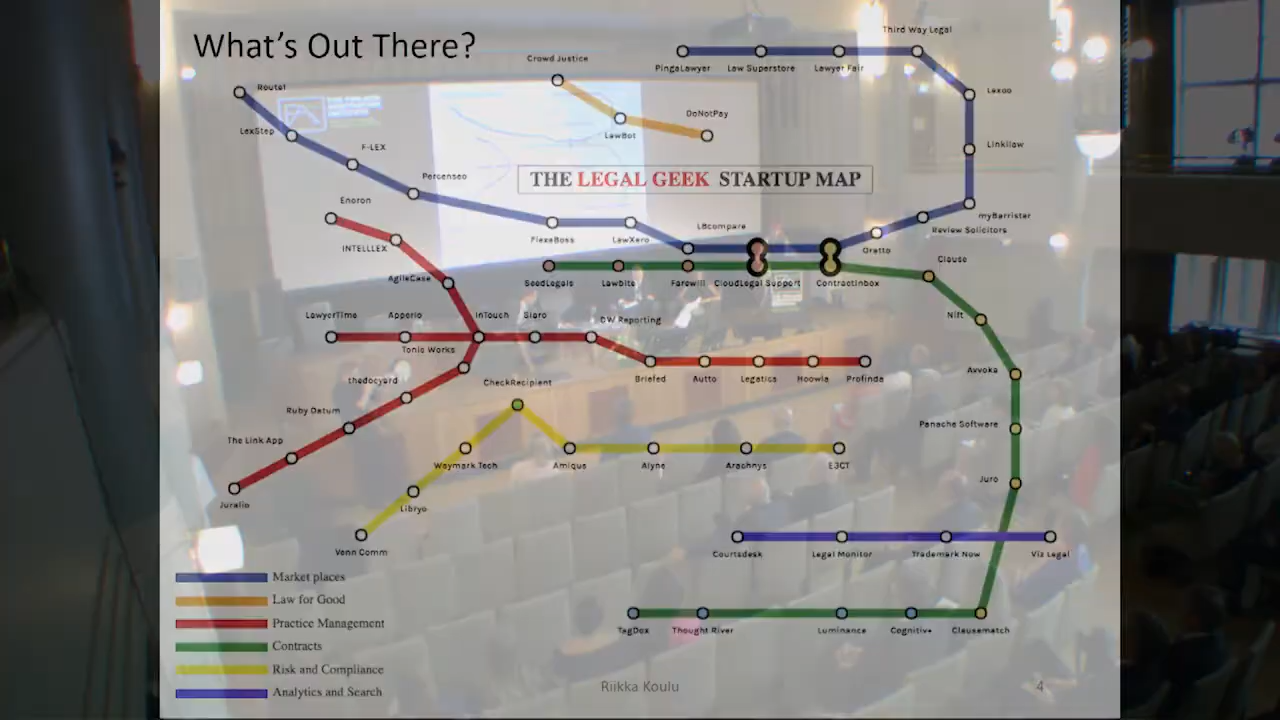 What's Out There?
Third Way Legal
Crowd Justice
PingaLawyer
Law Superstore
Lawyer Fair
Route1
Lexoo
DoNotPay
LexStep
LawBot
F-LEX
Linkilaw
Percenseo
THE LEGAL GEEK STARTUP MAP
Enoron
myBarrister
LBcompare
Review Solicitors
INTELLLEX
FlexeBoss
LawXero
Oratto
Clause
AgileCase
SeedLegals
Lawbite
Farewill
CloudLegal Support
ContractInbox
LawyerTime
Apperio
InTouch
Siaro
DW Reporting
Nift
Tonic Works
Avvoka
thedocyard
CheckRecipient
Briefed
Autto
Legatics
Hoowla
Profinda
Ruby Datum
Panache Software
The Link App
Waymark Tech
Amique
Alyne
Arachnys
E3CT
Juro
Juralio
Libryo
Venn Comm
Courtsdesk
Legal Monitor
Trademark Now
Viz Legal
Market places
Law for Good
Practice Management
Contracts
Risk and Compliance
Analytics and Search
TagDox
Thought River
Luminance
Cognitiv+
Clausematch
Riikka Koulu
4